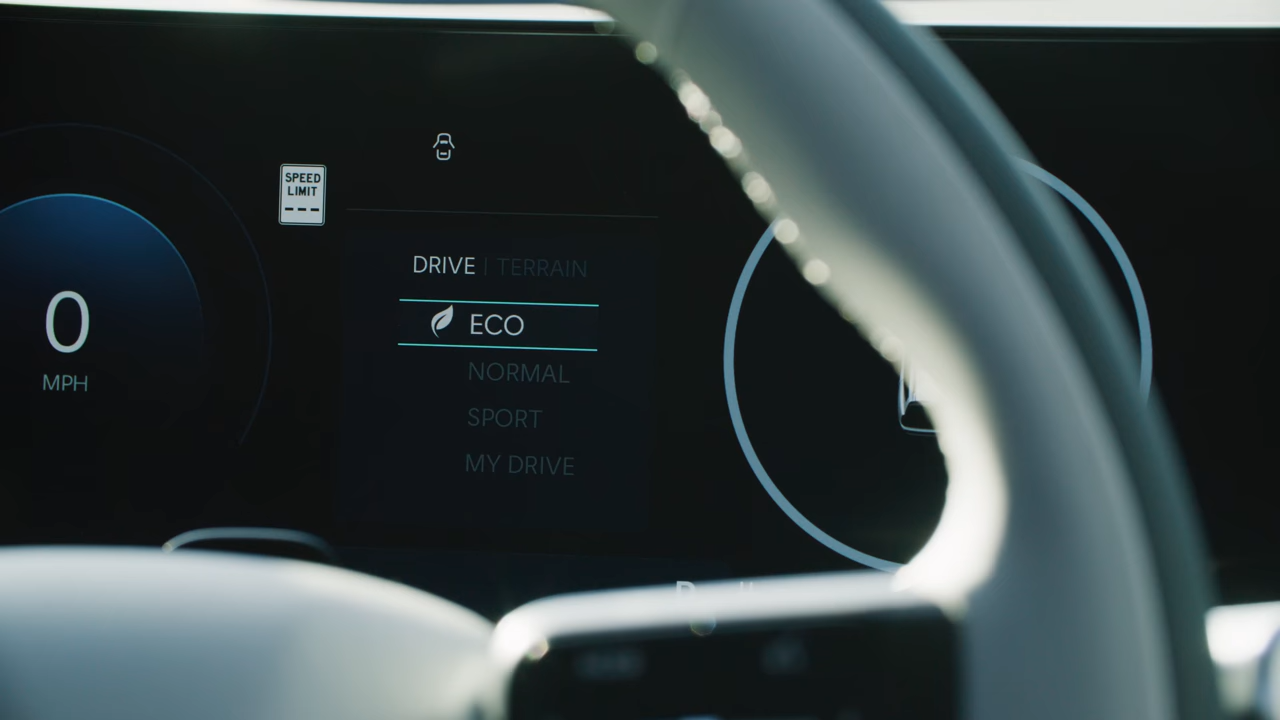 SPEED
LIMIT
---
DRIVE | TERRAIN
ECO
NORMAL
SPORT
MY DRIVE
0
MPH